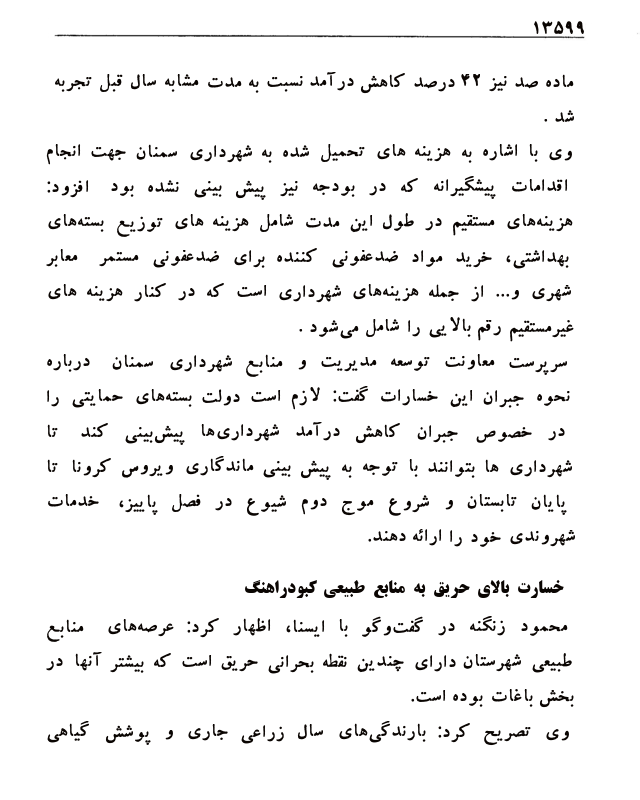 ۱۳۵۹۹
ماده صد نیز ۴۲ درصد کاهش درآمد نسبت به مدت مشابه سال قبل تجربه
شد .
وی با اشاره به هزینه های تحمیل شده به شهرداری سمنان جهت انجام
اقدامات پیشگیرانه که در بودجه نیز پیش بینی نشده بود افزود:
هزینه‌های مستقیم در طول این مدت شامل هزینه های توزیع بسته‌های
بهداشتی، خرید مواد ضدعفونی کننده برای ضدعفونی مستمر معابر
شهری و... از جمله هزینه‌های شهرداری است که در کنار هزینه های
غیرمستقیم رقم بالایی را شامل می‌شود .
سرپرست معاونت توسعه مدیریت و منابع شهرداری سمنان درباره
نحوه جبران این خسارات گفت: لازم است دولت بسته‌های حمایتی را
در خصوص جبران کاهش درآمد شهرداری‌ها پیش‌بینی کند تا
شهرداری ها بتوانند با توجه به پیش بینی ماندگاری ویروس کرونا تا
پایان تابستان و شروع موج دوم شیوع در فصل پاییز، خدمات
شهروندی خود را ارائه دهند.
خسارت بالای حریق به منابع طبیعی کبودراهنگ
محمود زنگنه در گفت‌وگو با ایسنا، اظهار کرد: عرصه‌های منابع
طبیعی شهرستان دارای چندین نقطه بحرانی حریق است که بیشتر آنها در
بخش باغات بوده است.
وی تصریح کرد: بارندگی‌های سال زراعی جاری و پوشش گیاهی